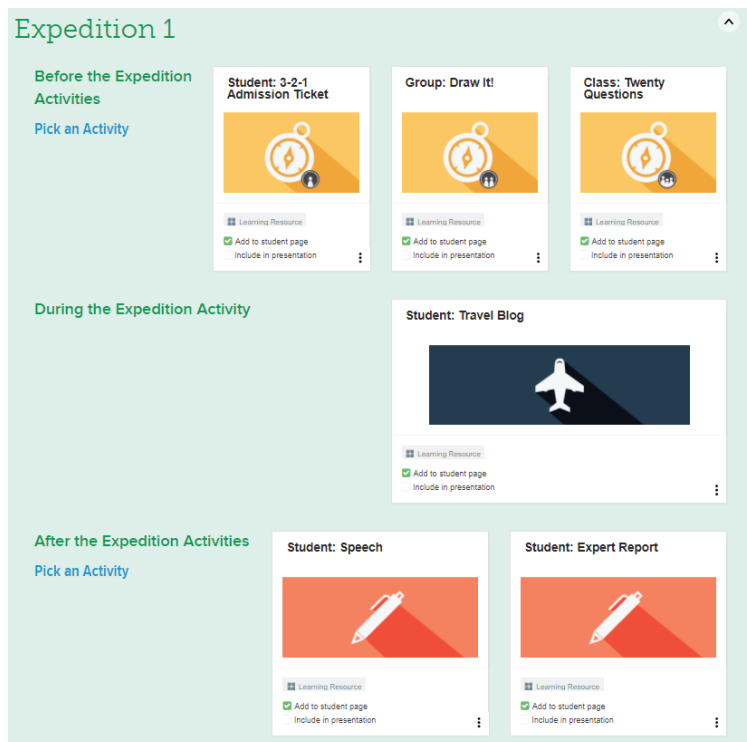 Expedition 1
Before the Expedition
Activities
Pick an Activity
Student: 3-2-1
Admission Ticket
Learning Resource
Add to student page
Include in presentation
Group: Draw It!
Learning Resource
Add to student page
Include in presentation
Class: Twenty
Questions
Learning Resource
Add to student page
Include in presentation
During the Expedition Activity
Student: Travel Blog
Learning Resource
Add to student page
Include in presentation
After the Expedition Activities
Pick an Activity
Student: Speech
Learning Resource
Add to student page
Include in presentation
Student: Expert Report
Learning Resource
Add to student page
Include in presentation